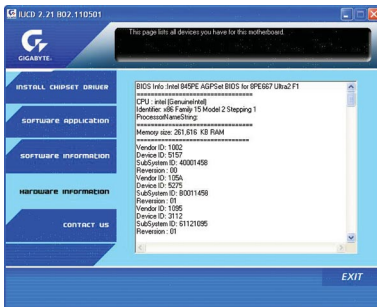 IUCD 2.21 B02.110501
This page lists all devices you have for this motherboard.
GIGABYTE
INSTALL CHIPSET DRIVER
SOFTWARE APPLICATION
SOFTWARE INFORMATION
HARDWARE INFORMATION
CONTACT US
BIOS Info :Intel 845PE AGPSet BIOS for 8PE667 Ultra2 F1
================================
CPU : intel (GenuineIntel)
Identifier: x86 Family 15 Model 2 Stepping 1
ProcessorNameString:
================================
Memory size: 261,616 KB RAM
================================
Vendor ID: 1002
Device ID: 5157
SubSystem ID: 40001458
Reversion : 00
Vendor ID: 105A
Device ID: 5275
SubSystem ID: B0011458
Reversion : 01
Vendor ID: 1095
Device ID: 3112
SubSystem ID: 61121095
Reversion : 01
EXIT